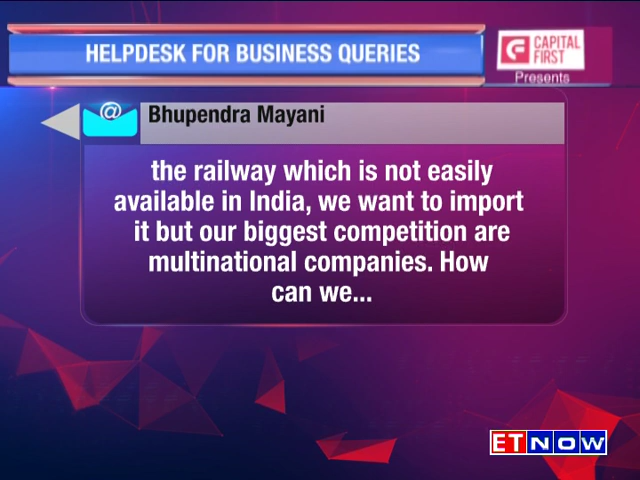 HELPDESK FOR BUSINESS QUERIES
CAPITAL
FIRST
Presents
@
Bhupendra Mayani
the railway which is not easily
available in India, we want to import
it but our biggest competition are
multinational companies. How
can we...
ET NOW